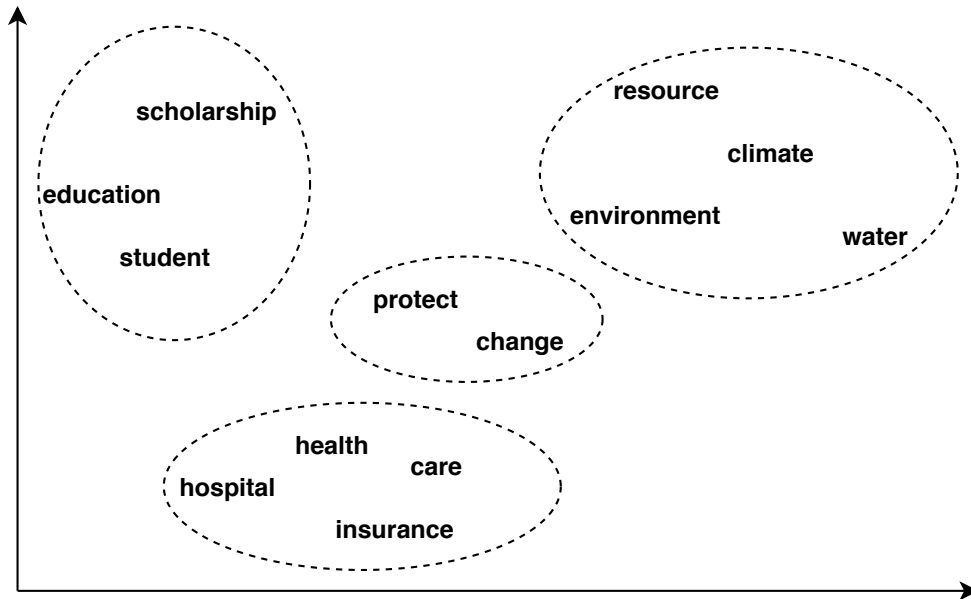 scholarship
education
student
resource
climate
environment
water
protect
change
health
care
hospital
insurance